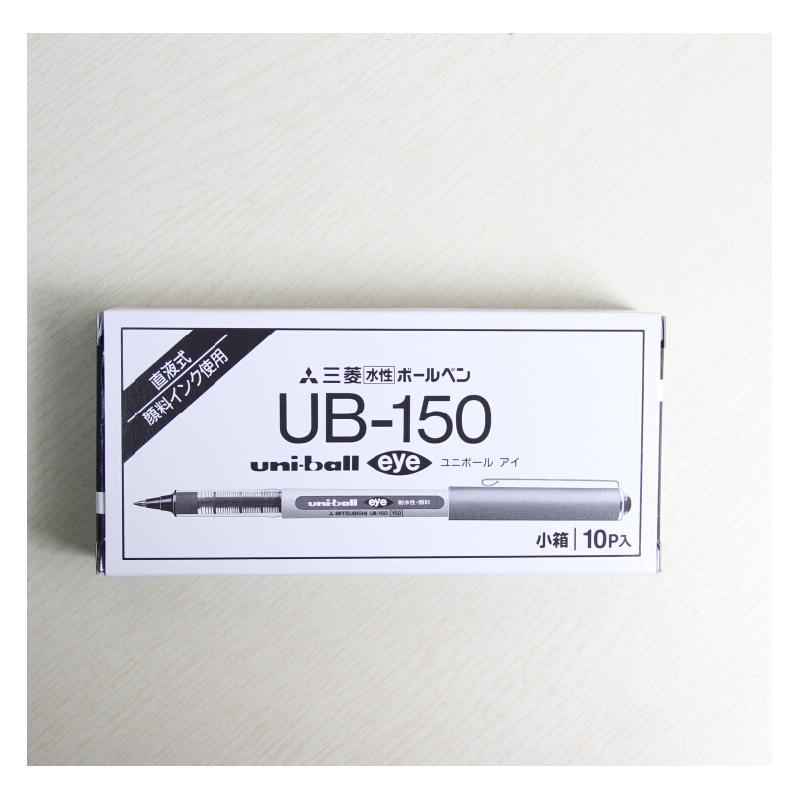 直液式
顔料インク使用
三菱水性ボールペン
UB-150
uni-ball eye ユニボール アイ
uni-ball eye 耐水性・顔料
MITSUBISHI UB-150 150
小箱 10P入